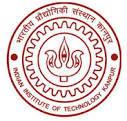 भारतीय प्रौद्योगिकी संस्थान कानपुर
INDIAN INSTITUTE OF TECHNOLOGY KANPUR